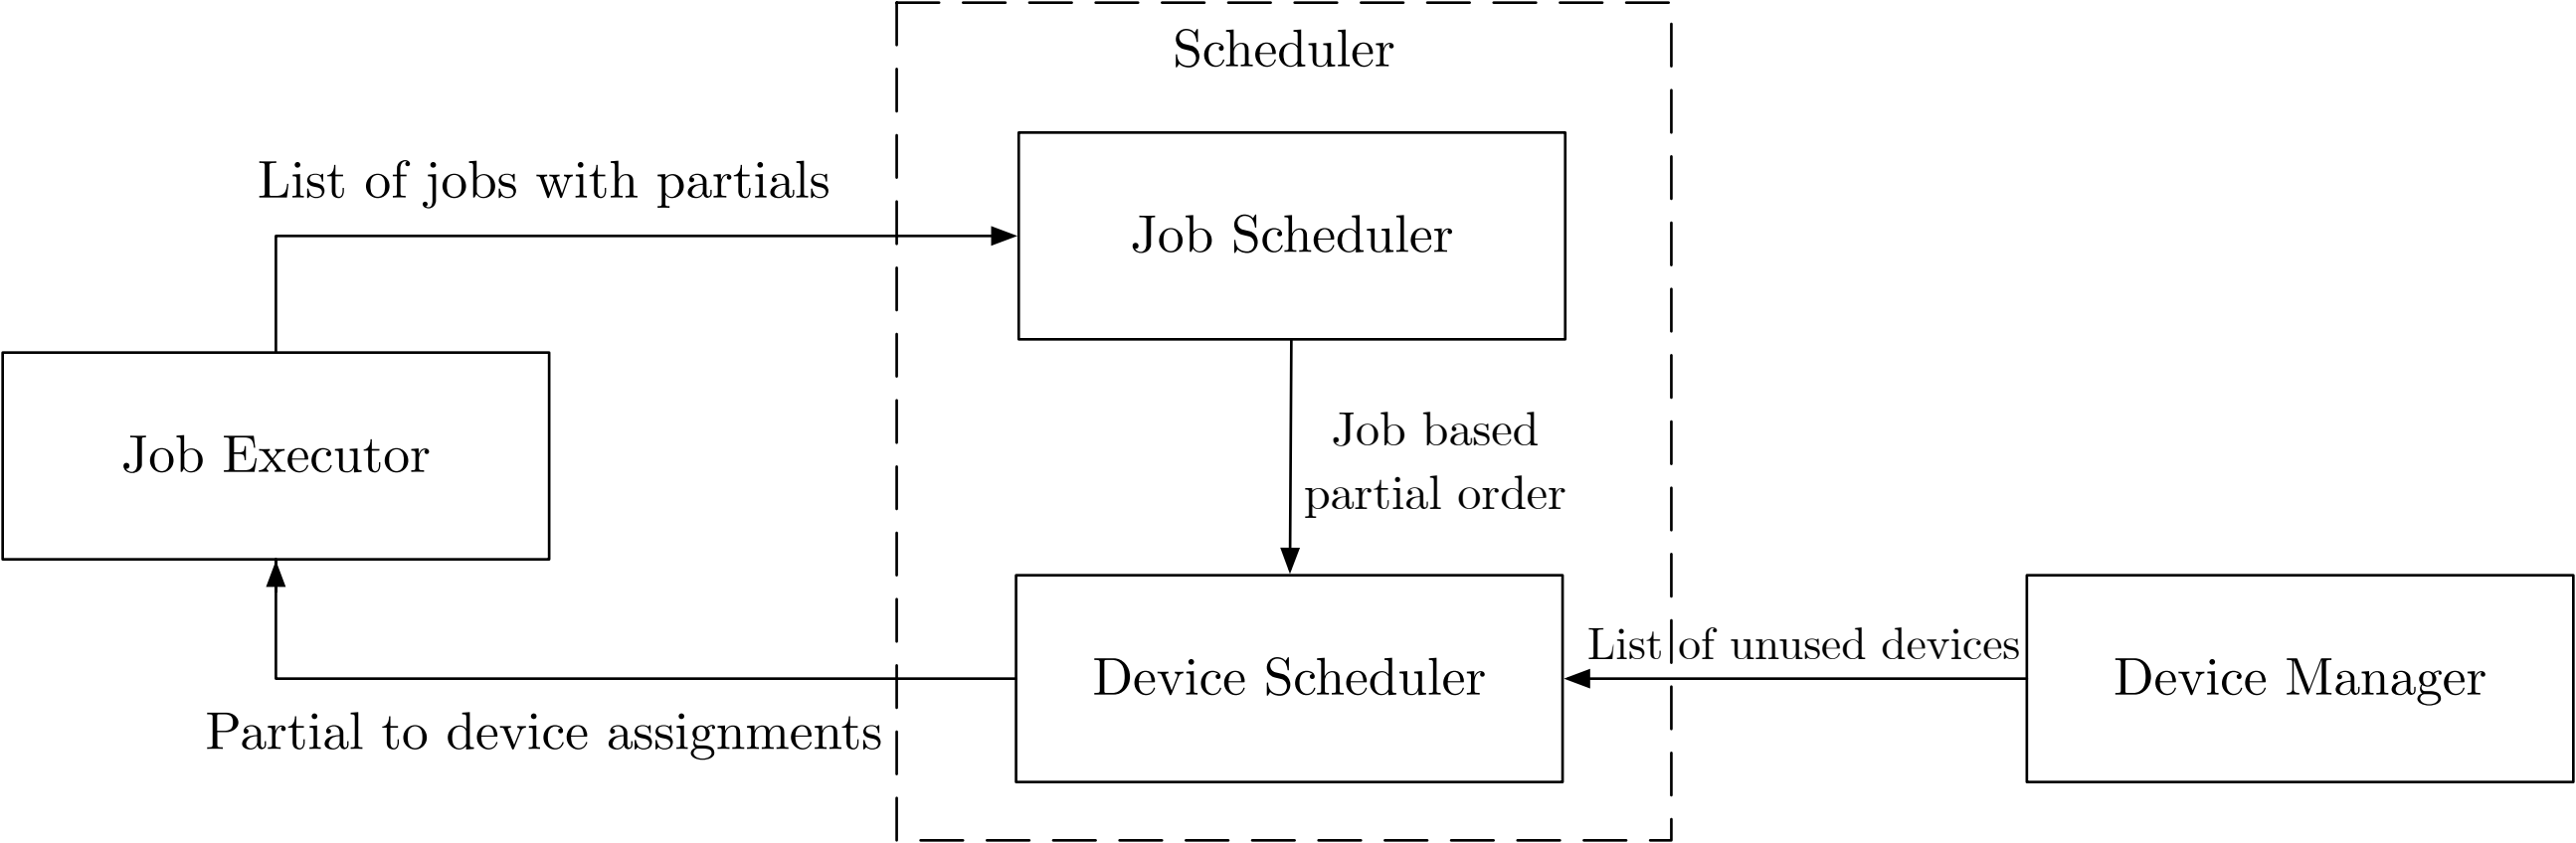 Scheduler
List of jobs with partials
Job Scheduler
Job Executor
Job based
partial order
List of unused devices
Device Scheduler
Device Manager
Partial to device assignments